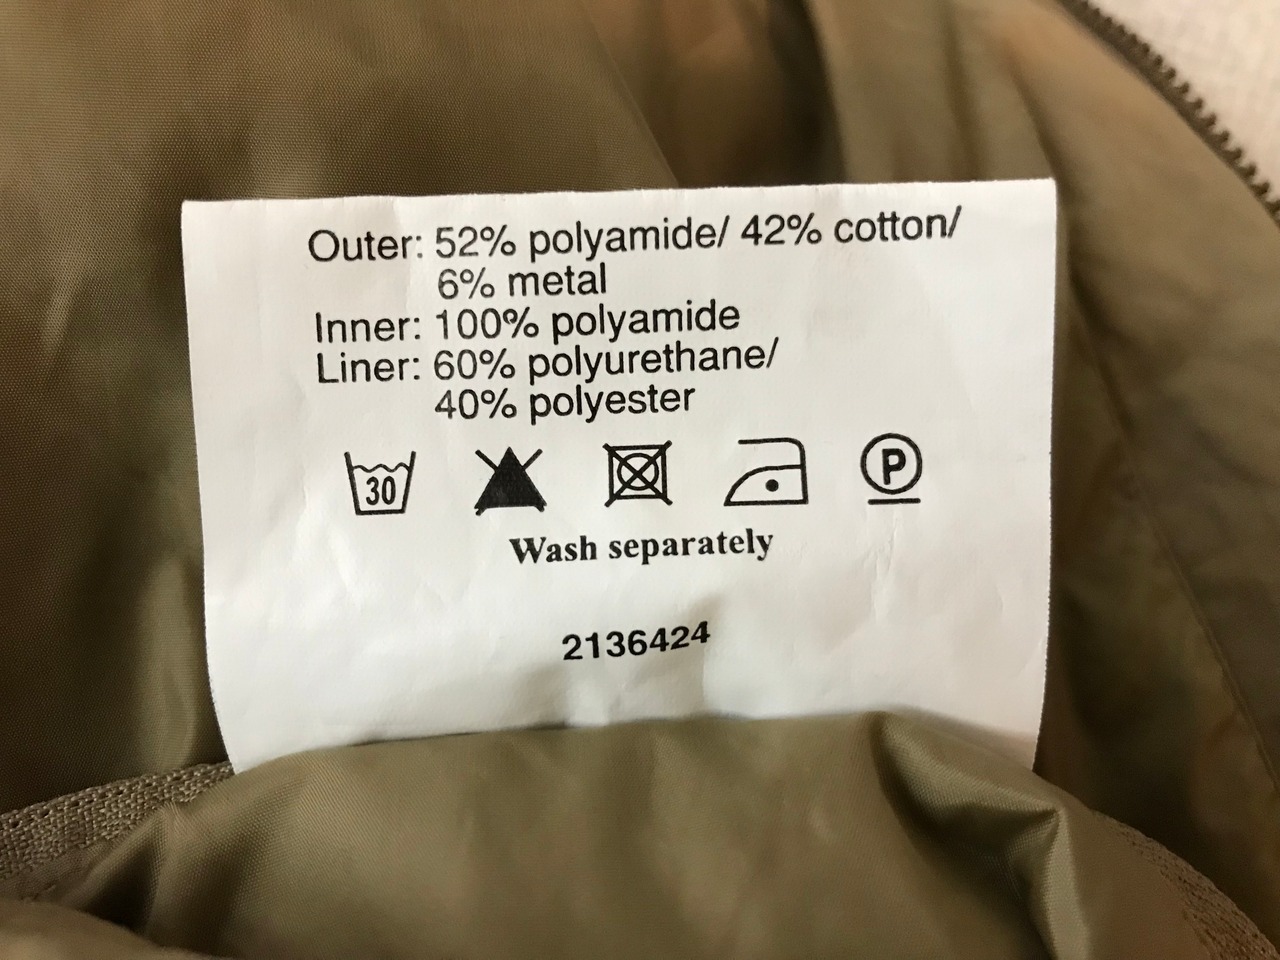 Outer: 52% polyamide/ 42% cotton/
6% metal
Inner: 100% polyamide
Liner: 60% polyurethane/
40% polyester
30 P
Wash separately
2136424